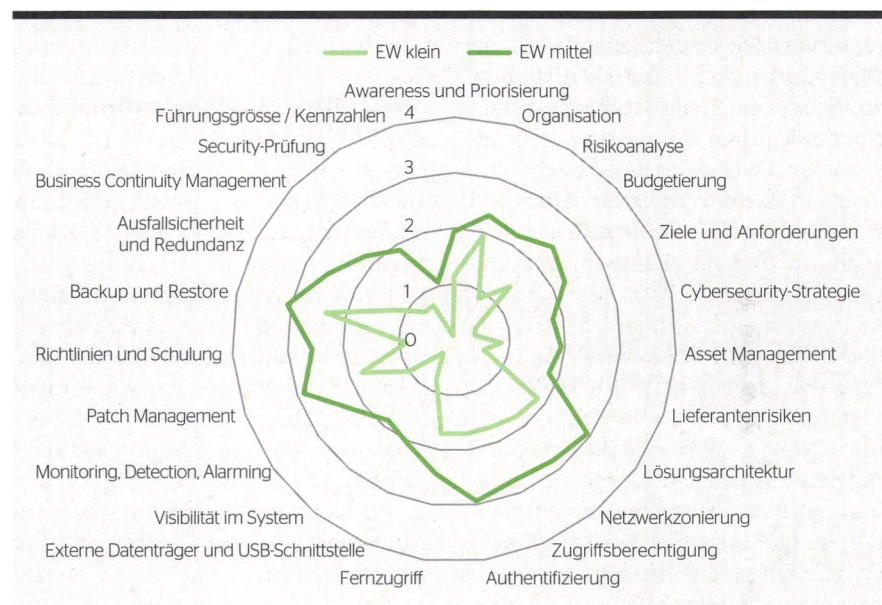 EW klein EW mittel
Awareness und Priorisierung
Organisation
Risikoanalyse
Budgetierung
Ziele und Anforderungen
Cybersecurity-Strategie
Asset Management
Lieferantenrisiken
Lösungsarchitektur
Netzwerkzonierung
Zugriffsberechtigung
Authentifizierung
Fernzugriff
Externe Datenträger und USB-Schnittstelle
Visibilität im System
Monitoring, Detection, Alarming
Patch Management
Richtlinien und Schulung
Backup und Restore
Ausfallsicherheit
und Redundanz
Business Continuity Management
Security-Prüfung
Führungsgrösse / Kennzahlen
4
3
2
1
0